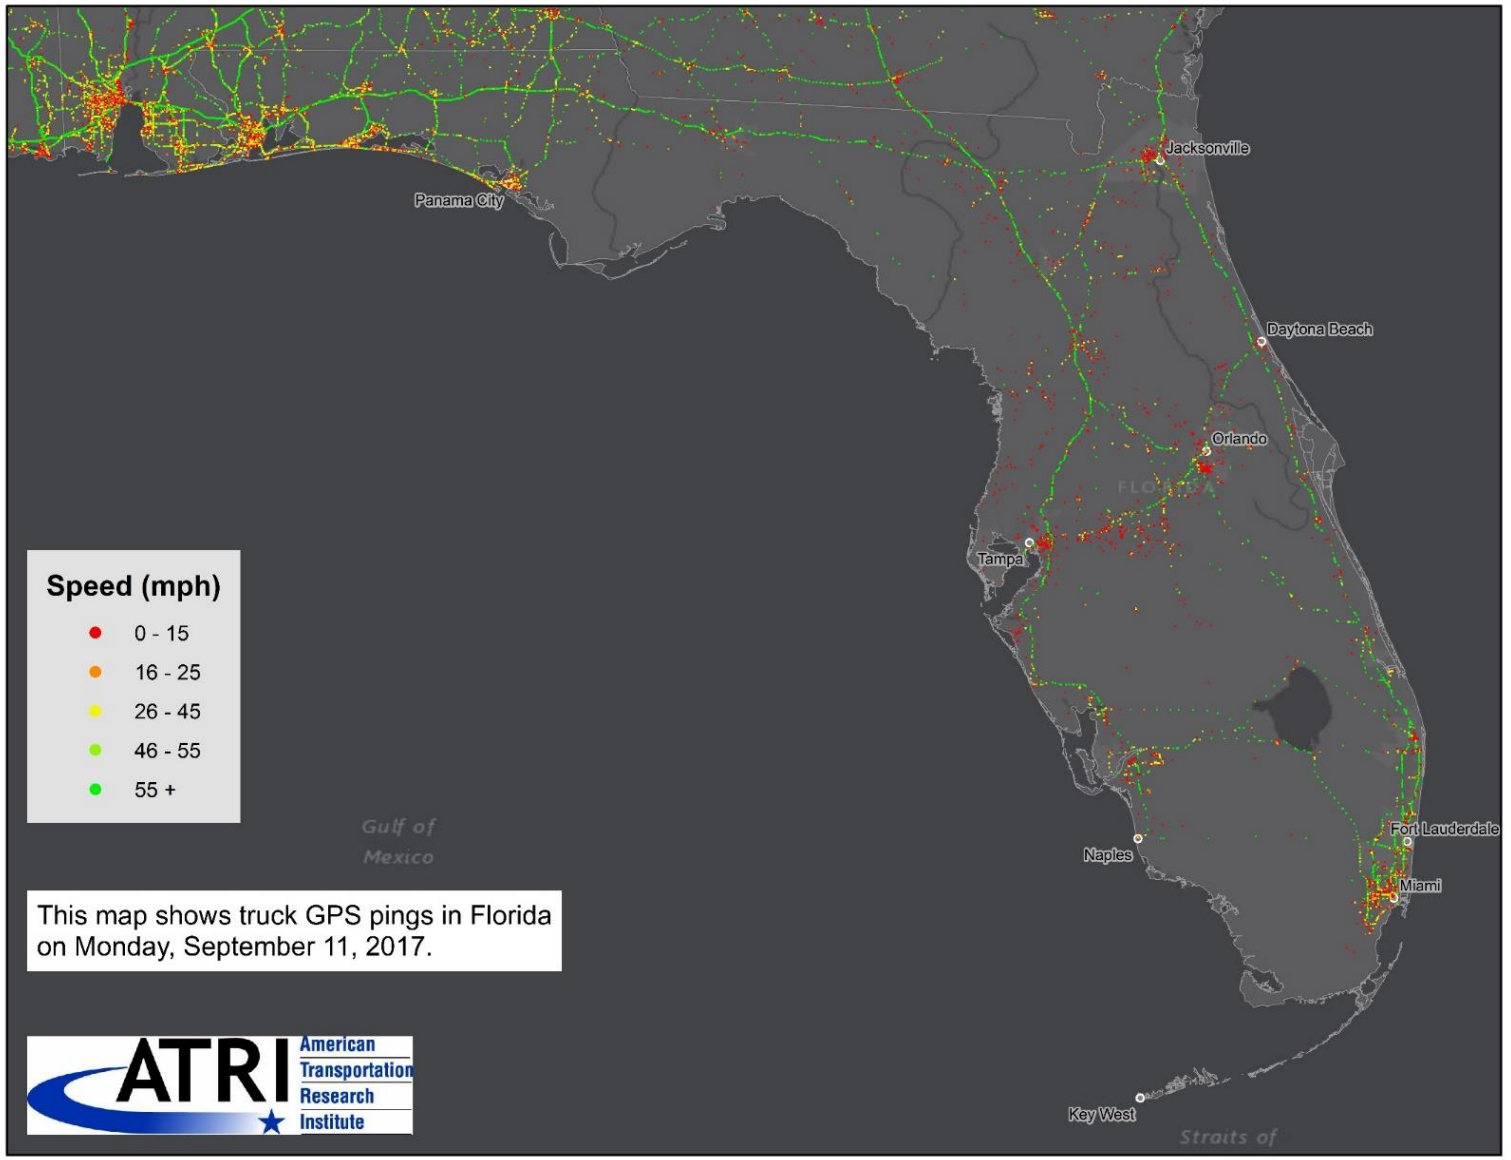 Jacksonville
Panama City
Daytona Beach
Orlando
FLORIDA
Tampa
Speed (mph)
0 - 15
16 - 25
26 - 45
46 - 55
55 +
Gulf of
Mexico
Fort Lauderdale
Naples
Miami
This map shows truck GPS pings in Florida
on Monday, September 11, 2017.
ATRI
American
Transportation
Research
Institute
Key West
Straits of